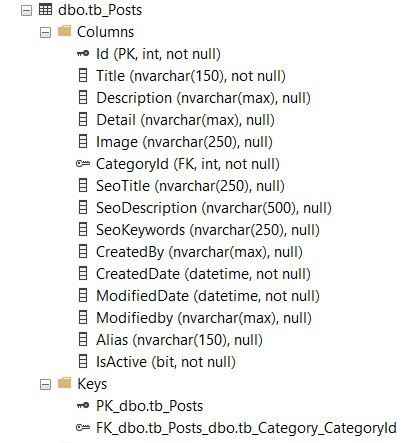 dbo.tb_Posts
Columns
Id (PK, int, not null)
Title (nvarchar(150), not null)
Description (nvarchar(max), null)
Detail (nvarchar(max), null)
Image (nvarchar(250), null)
CategoryId (FK, int, not null)
SeoTitle (nvarchar(250), null)
SeoDescription (nvarchar(500), null)
SeoKeywords (nvarchar(250), null)
CreatedBy (nvarchar(max), null)
CreatedDate (datetime, not null)
ModifiedDate (datetime, not null)
Modifiedby (nvarchar(max), null)
Alias (nvarchar(150), null)
IsActive (bit, not null)
Keys
PK_dbo.tb_Posts
FK_dbo.tb_Posts_dbo.tb_Category_CategoryId